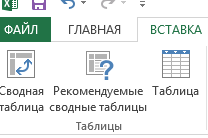 ФАЙЛ ГЛАВНАЯ ВСТАВКА
Сводная Рекомендуемые Таблица
таблица сводные таблицы
Таблицы